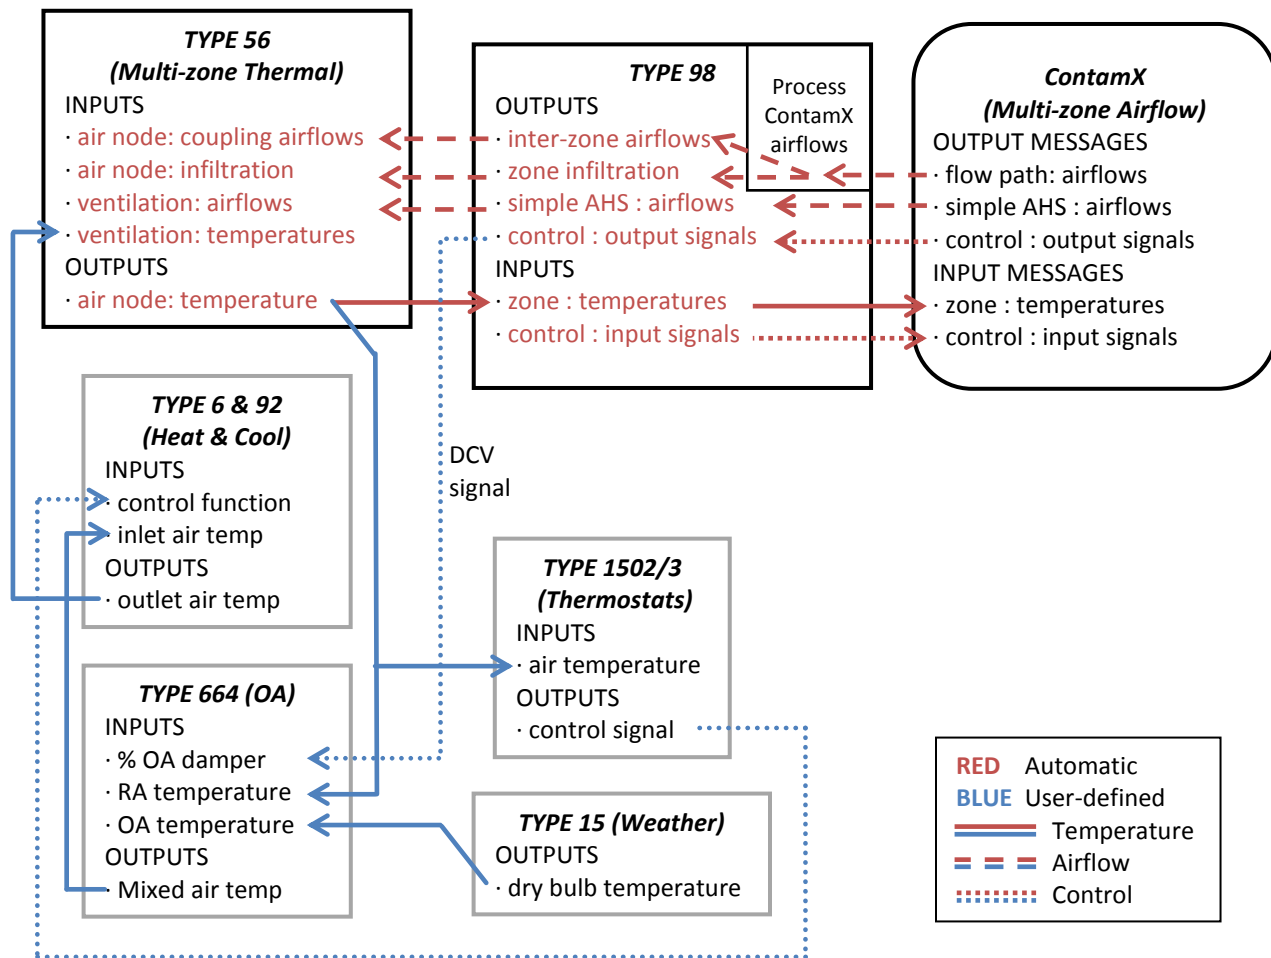 TYPE 56
(Multi-zone Thermal)
INPUTS
· air node: coupling airflows
· air node: infiltration
· ventilation: airflows
· ventilation: temperatures
OUTPUTS
· air node: temperature
TYPE 98
OUTPUTS
· inter-zone airflows
· zone infiltration
· simple AHS : airflows
· control : output signals
INPUTS
· zone : temperatures
· control : input signals
Process
ContamX
airflows
ContamX
(Multi-zone Airflow)
OUTPUT MESSAGES
· flow path: airflows
· simple AHS : airflows
· control : output signals
INPUT MESSAGES
· zone : temperatures
· control : input signals
TYPE 6 & 92
(Heat & Cool)
INPUTS
· control function
· inlet air temp
OUTPUTS
· outlet air temp
DCV
signal
TYPE 1502/3
(Thermostats)
INPUTS
· air temperature
OUTPUTS
· control signal
TYPE 664 (OA)
INPUTS
· % OA damper
· RA temperature
· OA temperature
OUTPUTS
· Mixed air temp
TYPE 15 (Weather)
OUTPUTS
· dry bulb temperature
RED Automatic
BLUE User-defined
Temperature
Airflow
Control